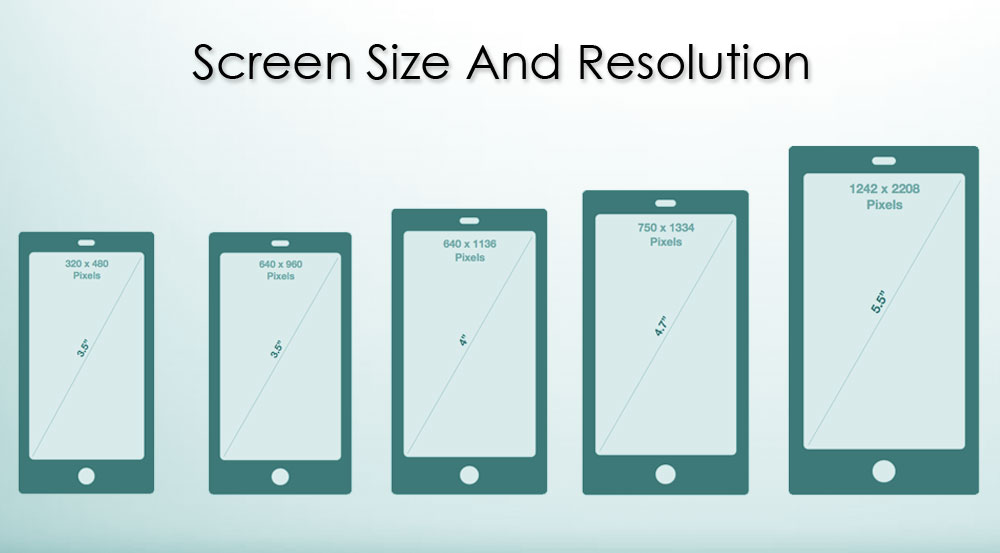 Screen Size And Resolution
320 x 480
Pixels
3.5"
640 x 960
Pixels
3.5"
640 x 1136
Pixels
4"
750 x 1334
Pixels
4.7"
1242 x 2208
Pixels
5.5"